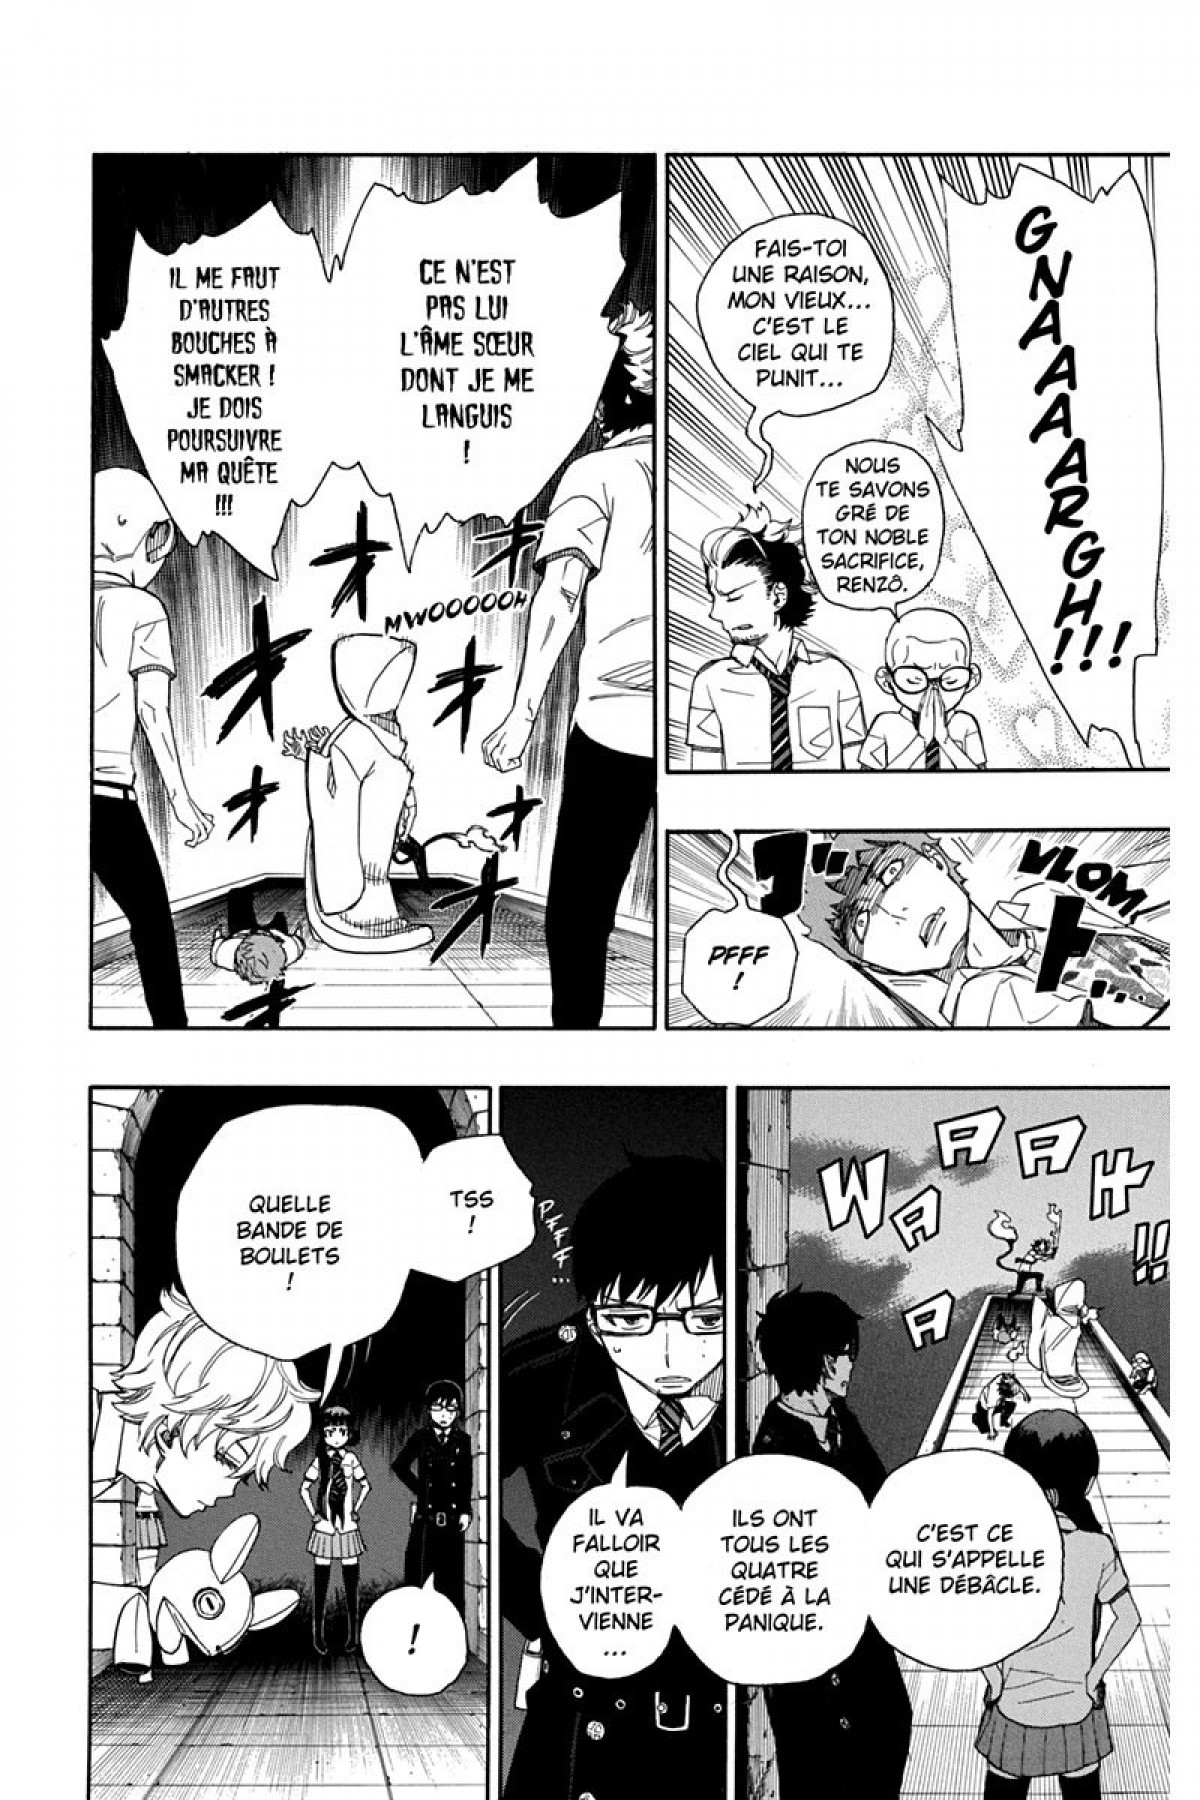 GNAAAARGH!!!
FAIS-TOI
UNE RAISON,
MON VIEUX...
C'EST LE
CIEL QUI TE
PUNIT...
NOUS
TE SAVONS
GRÉ DE
TON NOBLE
SACRIFICE,
RENZÔ.
CE N'EST
PAS LUI
L'ÂME SŒUR
DONT JE ME
LANGUIS
!
IL ME FAUT
D'AUTRES
BOUCHES À
SMACKER !
JE DOIS
POURSUIVRE
MA QUÊTE
!!!
MWOOOOOH
VLOM
PFFF
!
WAAAH!!
WA
C'EST CE
QUI S'APPELLE
UNE DÉBÂCLE.
ILS ONT
TOUS LES
QUATRE
CÉDÉ À LA
PANIQUE.
PFFF...
IL VA
FALLOIR
QUE
J'INTER-
VIENNE
...
TSS
!
QUELLE
BANDE DE
BOULETS
!
!